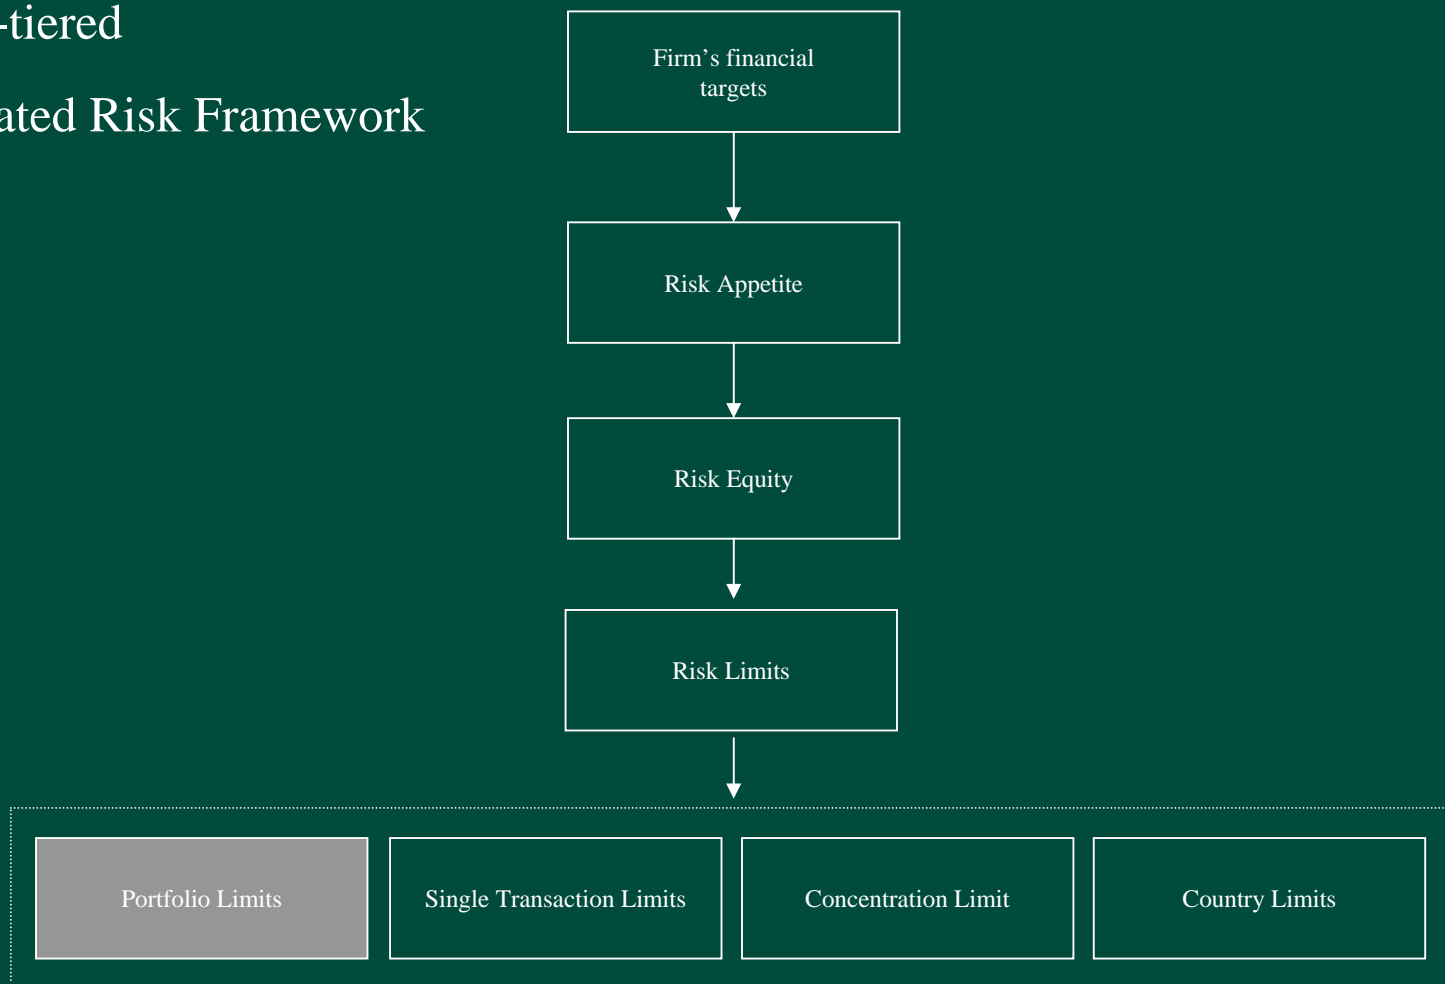 -tiered
ated Risk Framework
Firm’s financial
targets
Risk Appetite
Risk Equity
Risk Limits
Portfolio Limits
Single Transaction Limits
Concentration Limit
Country Limits